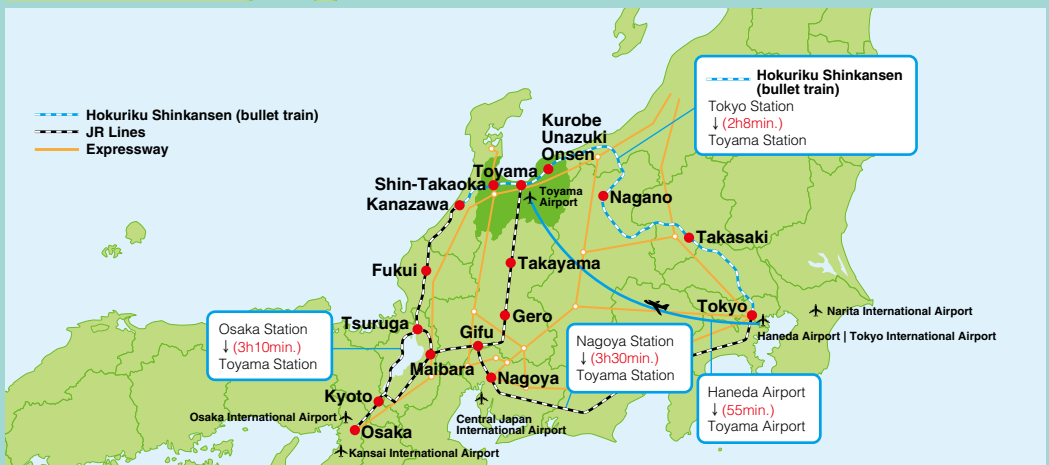 Hokuriku Shinkansen (bullet train)
JR Lines
Expressway
Hokuriku Shinkansen
(bullet train)
Tokyo Station
↓ (2h8min.)
Toyama Station
Kurobe
Unazuki
Onsen
Toyama
Shin-Takaoka
Kanazawa
Toyama
Airport
Nagano
Takasaki
Fukui
Takayama
Tokyo
Narita International Airport
Haneda Airport | Tokyo International Airport
Tsuruga
Gero
Gifu
Osaka Station
↓ (3h10min.)
Toyama Station
Nagoya Station
↓ (3h30min.)
Toyama Station
Maibara
Nagoya
Haneda Airport
↓ (55min.)
Toyama Airport
Kyoto
Osaka International Airport
Central Japan
International Airport
Osaka
Kansai International Airport